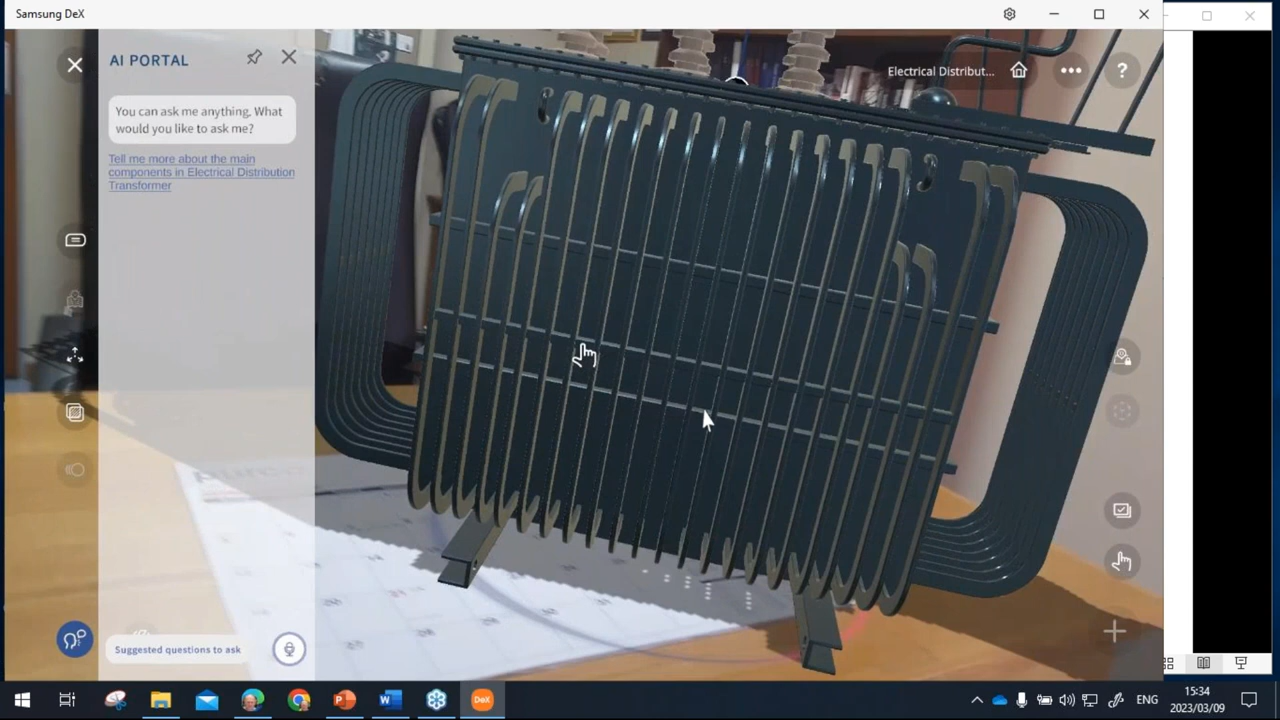 Samsung DeX
AI PORTAL
You can ask me anything. What
would you like to ask me?
Tell me more about the main
components in Electrical Distribution
Transformer
Electrical Distribut...
?
Suggested questions to ask
DeX
ENG
15:34
2023/03/09